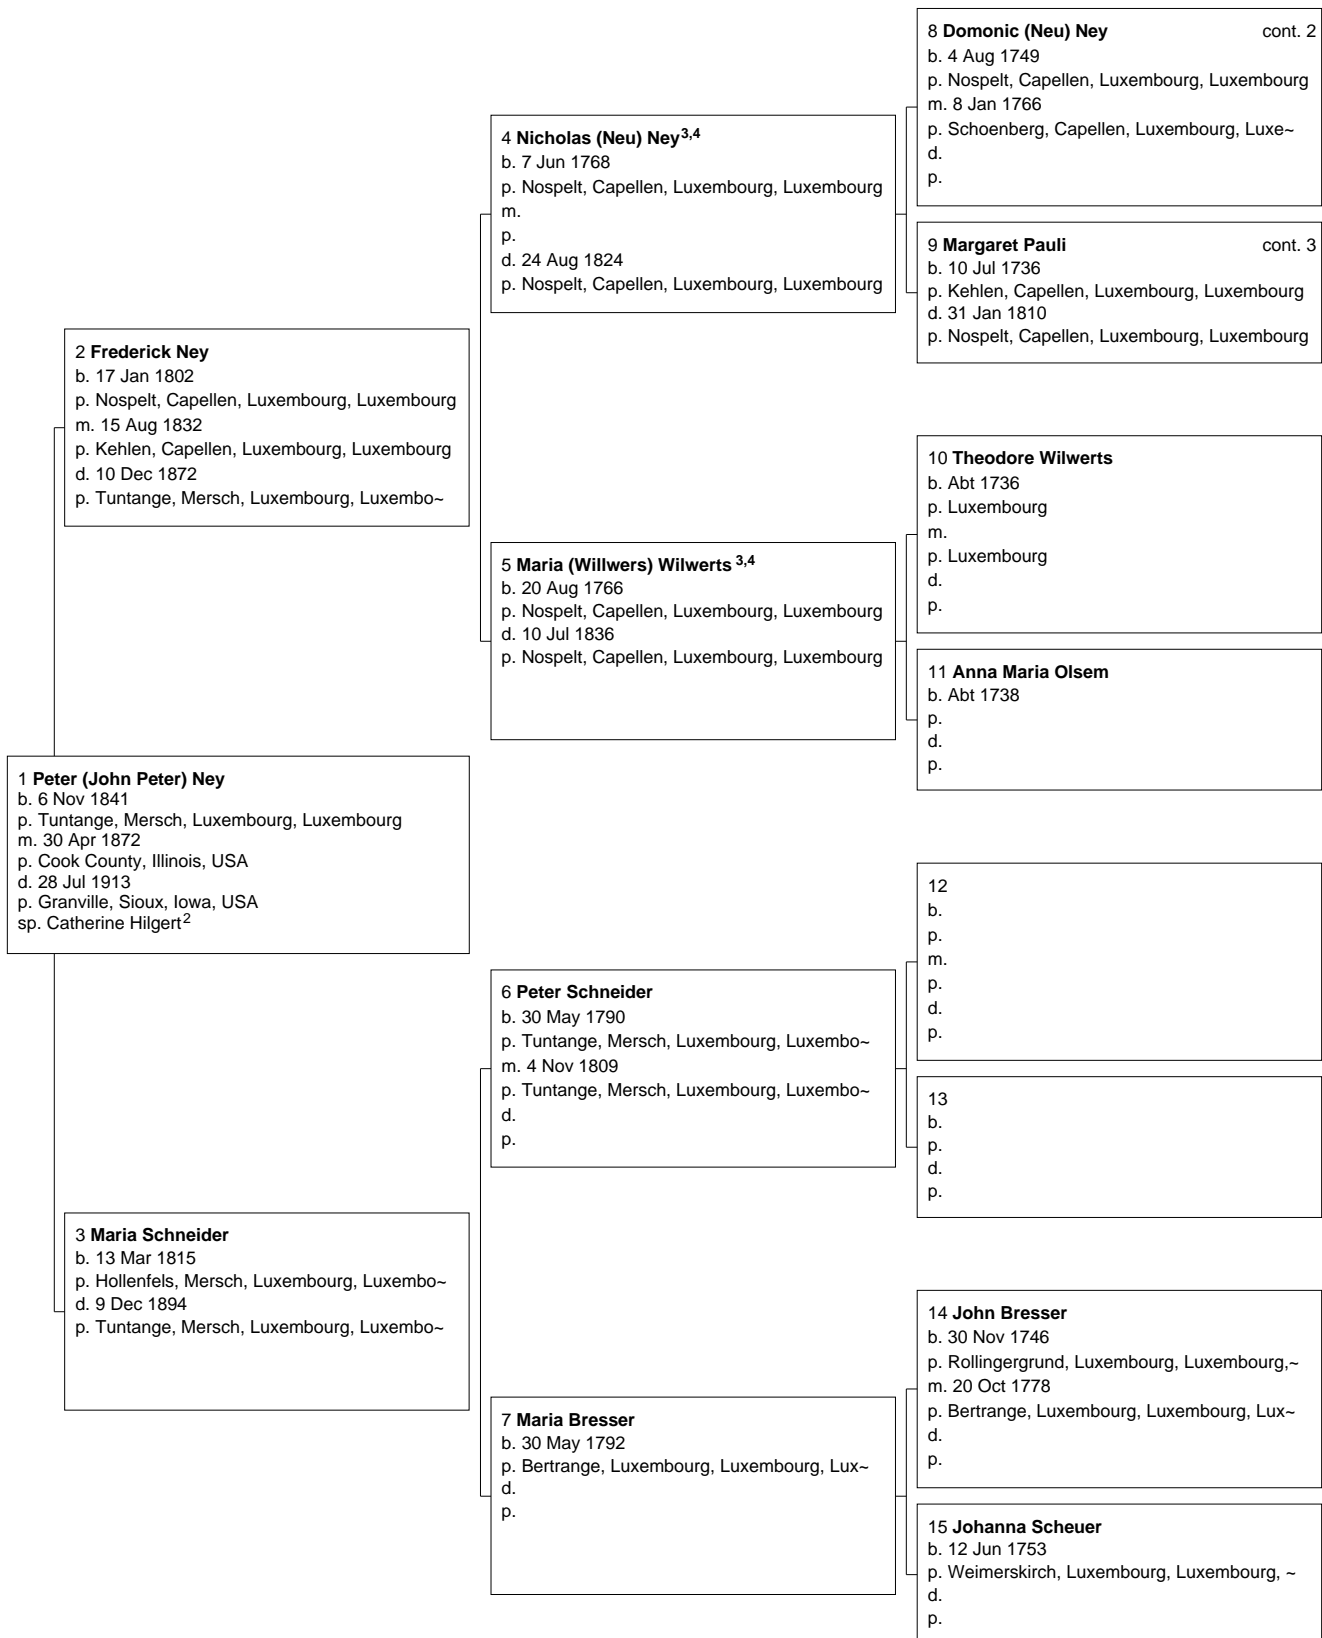 8 Domonic (Neu) Ney cont. 2
b. 4 Aug 1749
p. Nospelt, Capellen, Luxembourg, Luxembourg
m. 8 Jan 1766
p. Schoenberg, Capellen, Luxembourg, Luxe~
d.
p.
4 Nicholas (Neu) Ney3,4
b. 7 Jun 1768
p. Nospelt, Capellen, Luxembourg, Luxembourg
m.
p.
d. 24 Aug 1824
p. Nospelt, Capellen, Luxembourg, Luxembourg
9 Margaret Pauli cont. 3
b. 10 Jul 1736
p. Kehlen, Capellen, Luxembourg, Luxembourg
d. 31 Jan 1810
p. Nospelt, Capellen, Luxembourg, Luxembourg
2 Frederick Ney
b. 17 Jan 1802
p. Nospelt, Capellen, Luxembourg, Luxembourg
m. 15 Aug 1832
p. Kehlen, Capellen, Luxembourg, Luxembourg
d. 10 Dec 1872
p. Tuntange, Mersch, Luxembourg, Luxembo~
10 Theodore Wilwerts
b. Abt 1736
p. Luxembourg
m.
p. Luxembourg
d.
p.
5 Maria (Willwers) Wilwerts 3,4
b. 20 Aug 1766
p. Nospelt, Capellen, Luxembourg, Luxembourg
d. 10 Jul 1836
p. Nospelt, Capellen, Luxembourg, Luxembourg
11 Anna Maria Olsem
b. Abt 1738
p.
d.
p.
1 Peter (John Peter) Ney
b. 6 Nov 1841
p. Tuntange, Mersch, Luxembourg, Luxembourg
m. 30 Apr 1872
p. Cook County, Illinois, USA
d. 28 Jul 1913
p. Granville, Sioux, Iowa, USA
sp. Catherine Hilgert2
12
b.
p.
m.
p.
d.
p.
6 Peter Schneider
b. 30 May 1790
p. Tuntange, Mersch, Luxembourg, Luxembo~
m. 4 Nov 1809
p. Tuntange, Mersch, Luxembourg, Luxembo~
d.
p.
13
b.
p.
d.
p.
3 Maria Schneider
b. 13 Mar 1815
p. Hollenfels, Mersch, Luxembourg, Luxembo~
d. 9 Dec 1894
p. Tuntange, Mersch, Luxembourg, Luxembo~
14 John Bresser
b. 30 Nov 1746
p. Rollingergrund, Luxembourg, Luxembourg,~
m. 20 Oct 1778
p. Bertrange, Luxembourg, Luxembourg, Lux~
d.
p.
7 Maria Bresser
b. 30 May 1792
p. Bertrange, Luxembourg, Luxembourg, Lux~
d.
p.
15 Johanna Scheuer
b. 12 Jun 1753
p. Weimerskirch, Luxembourg, Luxembourg, ~
d.
p.